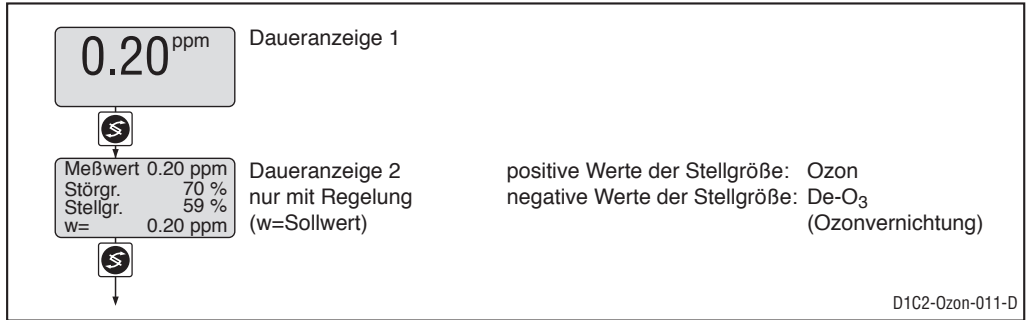 0.20 ppm
Daueranzeige 1
Meßwert 0.20 ppm
Störgr. 70 %
Stellgr. 59 %
w= 0.20 ppm
Daueranzeige 2
nur mit Regelung
(w=Sollwert)
positive Werte der Stellgröße: Ozon
negative Werte der Stellgröße: De-O3
(Ozonvernichtung)
D1C2-Ozon-011-D